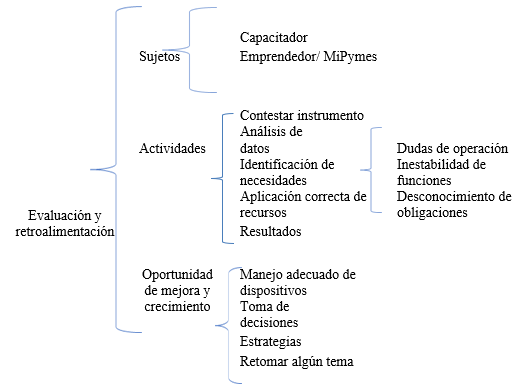 Evaluación y
retroalimentación
Sujetos
Capacitador
Emprendedor/ MiPymes
Actividades
Contestar instrumento
Análisis de
datos
Identificación de
necesidades
Aplicación correcta de
recursos
Resultados
Dudas de operación
Inestabilidad de
funciones
Desconocimiento de
obligaciones
Oportunidad
de mejora y
crecimiento
Manejo adecuado de
dispositivos
Toma de
decisiones
Estrategias
Retomar algún tema